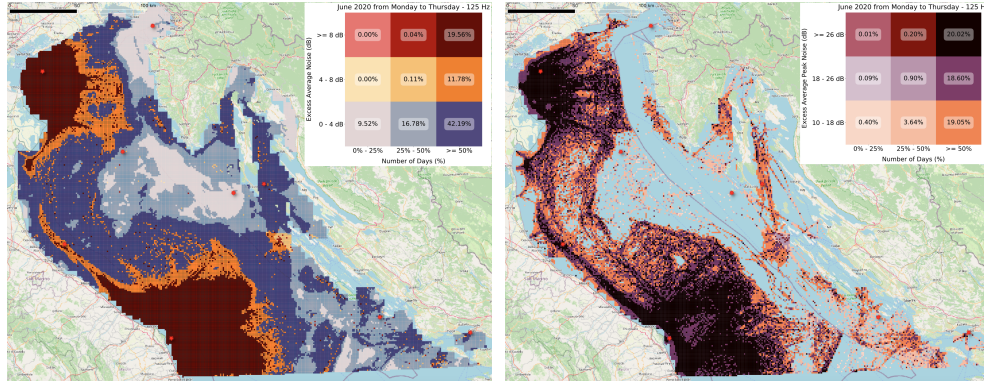 100 km
June 2020 from Monday to Thursday - 125 Hz
Excess Average Noise (dB)
>= 8 dB
0.00%
0.04%
19.56%
4 - 8 dB
0.00%
0.11%
11.78%
0 - 4 dB
9.52%
16.78%
42.19%
0% - 25%
25% - 50%
>= 50%
Number of Days (%)
100 km
June 2020 from Monday to Thursday - 125 H
Excess Average Peak Noise (dB)
>= 26 dB
0.01%
0.20%
20.02%
18 - 26 dB
0.09%
0.90%
18.60%
10 - 18 dB
0.40%
3.64%
19.05%
0% - 25%
25% - 50%
>= 50%
Number of Days (%)